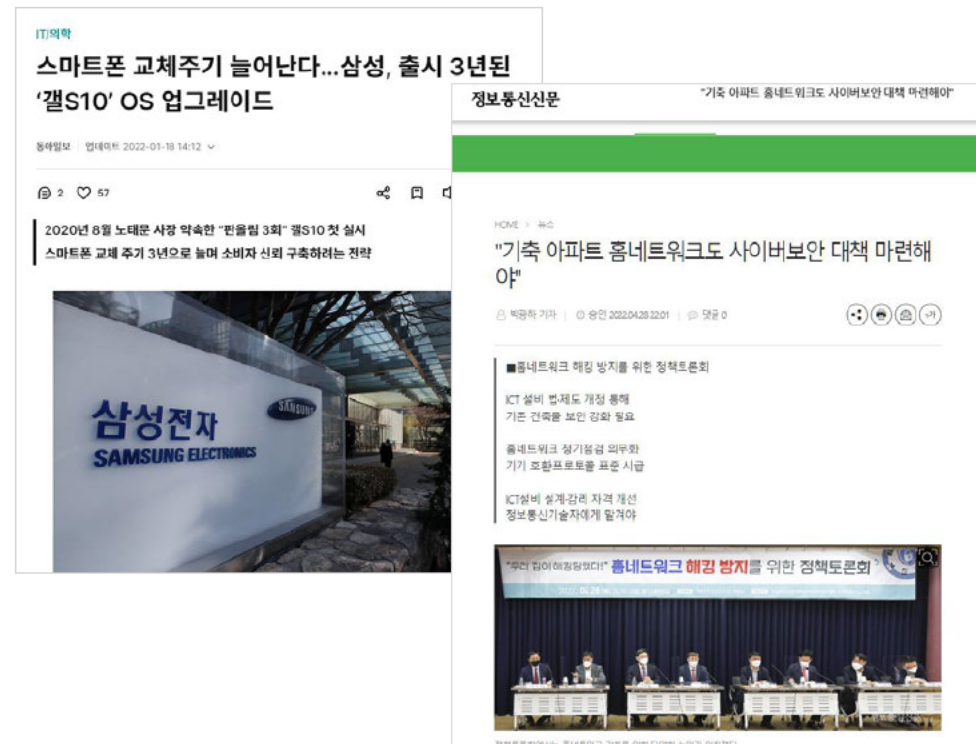 IT/의학
스마트폰 교체주기 늘어난다...삼성, 출시 3년된
‘갤S10’ OS 업그레이드
동아일보 업데이트 2022-01-18 14:12
2 57
2020년 8월 노태문 사장 약속한 “판올림 3회” 갤S10 첫 실시
스마트폰 교체 주기 3년으로 늘며 소비자 신뢰 구축하려는 전략
삼성전자
SAMSUNG ELECTRONICS
SAMSUNG
정보통신신문
"기축 아파트 홈네트워크도 사이버보안 대책 마련해야"
HOME > 뉴스
"기축 아파트 홈네트워크도 사이버보안 대책 마련해
야"
박광하 기자 승인 2022.04.28 22:01 댓글 0
■홈네트워크 해킹 방지를 위한 정책토론회
ICT 설비 법·제도 개정 통해
기존 건축물 보안 강화 필요
홈네트워크 정기점검 의무화
기기 호환프로토콜 표준 시급
ICT설비 설계·감리 자격 개선
정보통신기술자에게 맡겨야
"우리 집이 해킹당했다!" 홈네트워크 해킹 방지를 위한 정책토론회